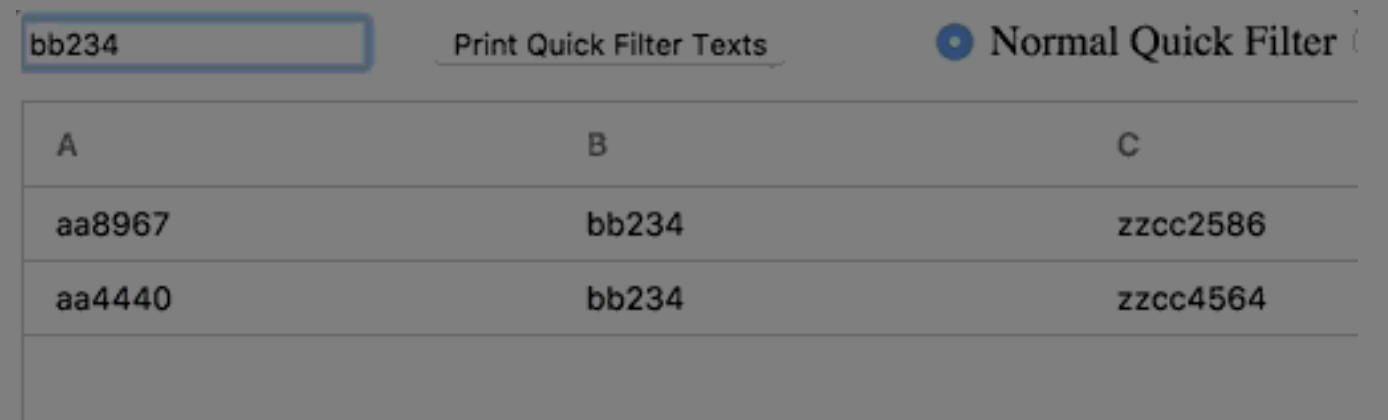 bb234 Print Quick Filter Texts Normal Quick Filter
A B C
aa8967 bb234 zzcc2586
aa4440 bb234 zzcc4564